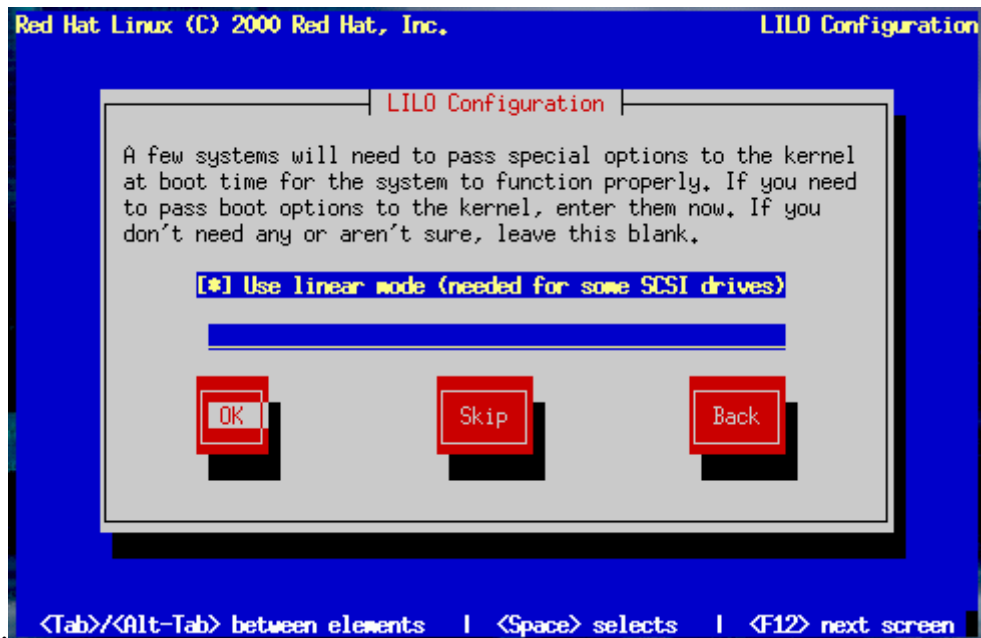 Red Hat Linux (C) 2000 Red Hat, Inc. LILO Configuration
LILO Configuration
A few systems will need to pass special options to the kernel
at boot time for the system to function properly. If you need
to pass boot options to the kernel, enter them now. If you
don't need any or aren't sure, leave this blank.
[*] Use linear mode (needed for some SCSI drives)
OK Skip Back
<Tab>/<Alt-Tab> between elements | <Space> selects | <F12> next screen